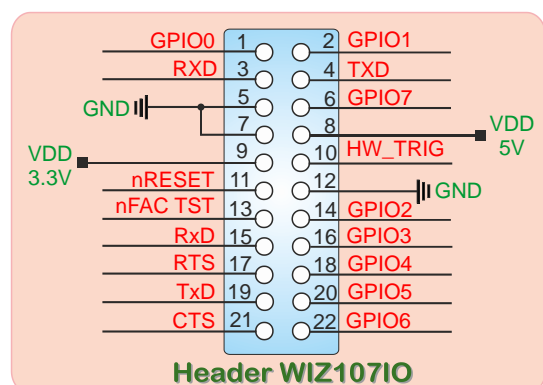 GPIO0 1 2 GPIO1
RXD 3 4 TXD
GND 5 6 GPIO7
7 8 VDD 5V
VDD 3.3V 9 10 HW_TRIG
nRESET 11 12 GND
nFAC TST 13 14 GPIO2
RxD 15 16 GPIO3
RTS 17 18 GPIO4
TxD 19 20 GPIO5
CTS 21 22 GPIO6
Header WIZ107IO